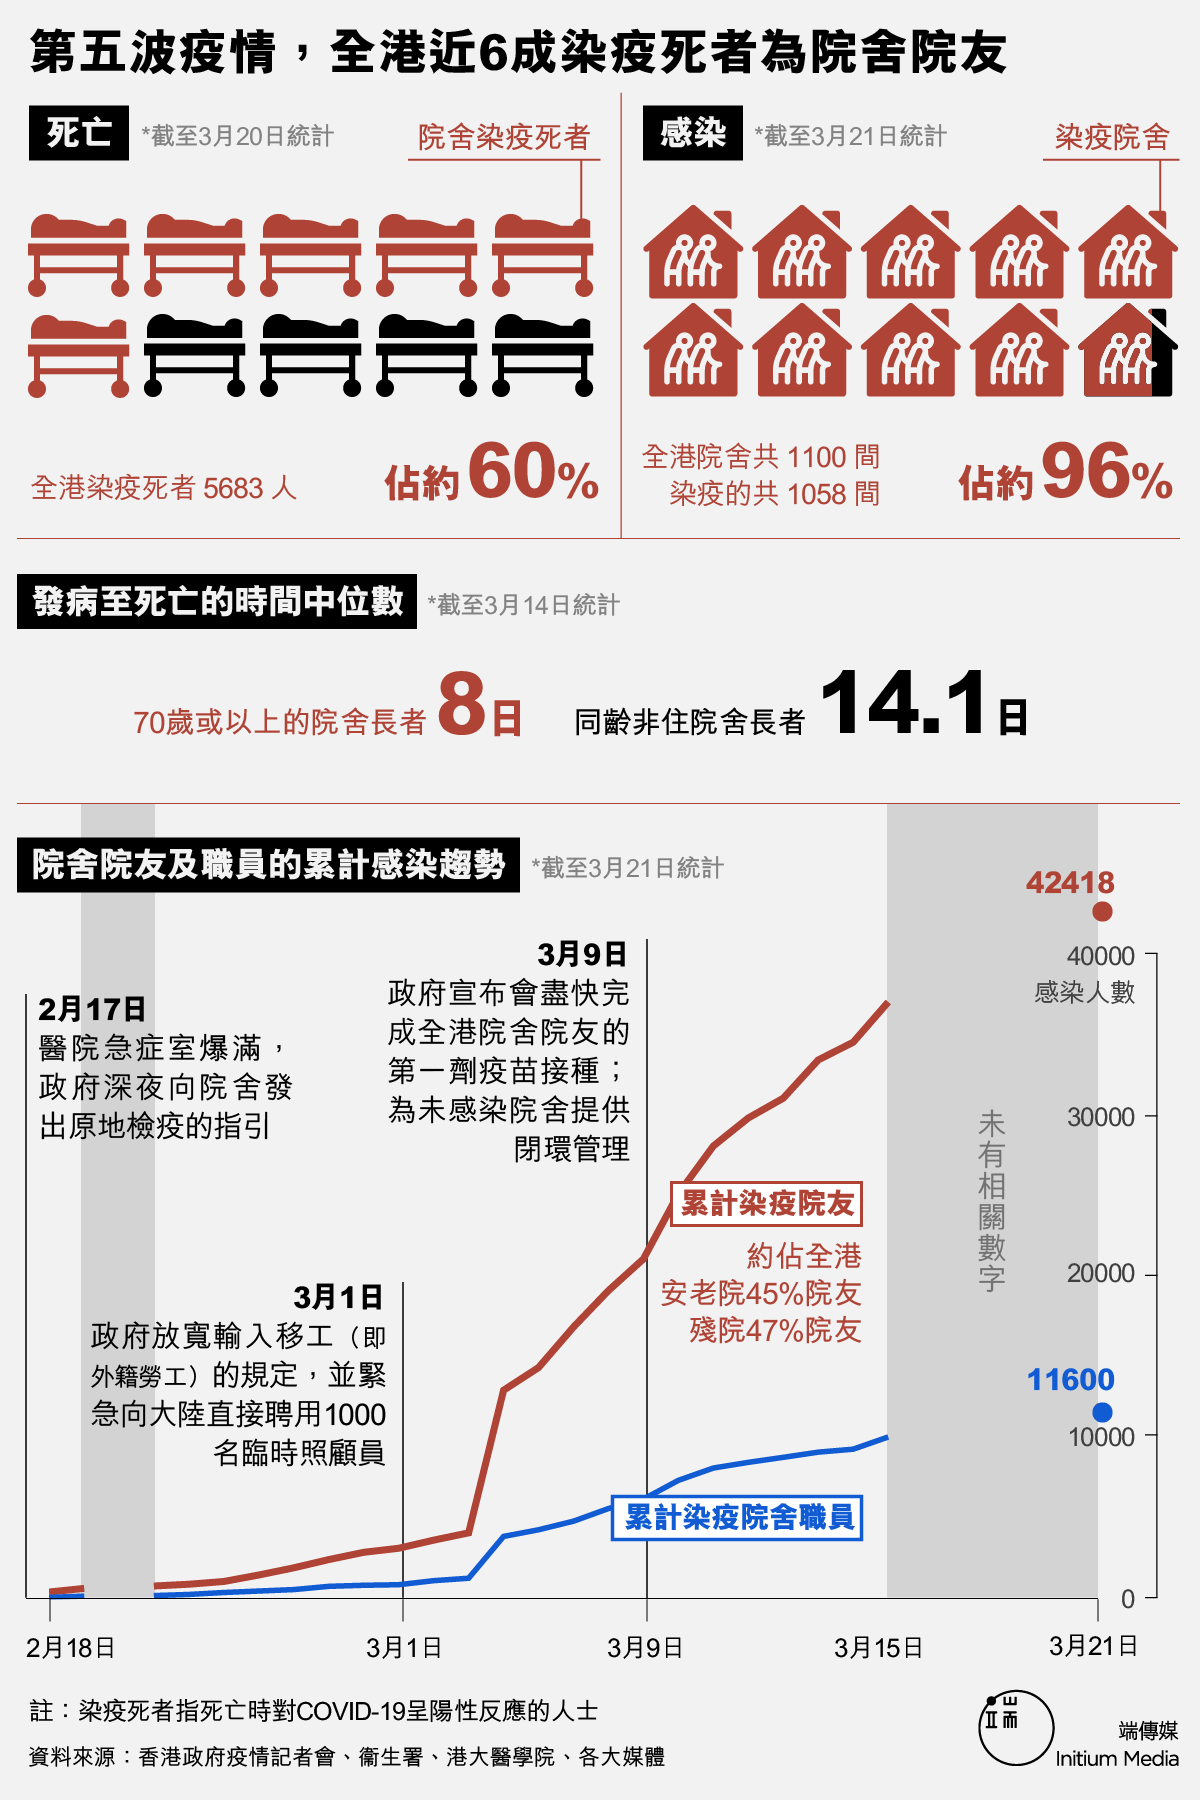 第五波疫情，全港近6成染疫死者為院舍院友
死亡
*截至3月20日統計
院舍染疫死者
全港染疫死者 5683 人
佔約60%
感染
*截至3月21日統計
染疫院舍
全港院舍共 1100 間
染疫的共 1058 間
佔約96%
發病至死亡的時間中位數
*截至3月14日統計
70歲或以上的院舍長者 8日
同齡非住院舍長者 14.1日
院舍院友及職員的累計感染趨勢
*截至3月21日統計
2月17日
醫院急症室爆滿，
政府深夜向院舍發
出原地檢疫的指引
3月9日
政府宣布會盡快完
成全港院舍院友的
第一劑疫苗接種；
為未感染院舍提供
閉環管理
3月1日
政府放寬輸入移工（即
外籍勞工）的規定，並緊
急向大陸直接聘用1000
名臨時照顧員
累計染疫院友
約佔全港
安老院45%院友
殘院47%院友
累計染疫院舍職員
未有相關數字
42418
11600
40000
感染人數
30000
20000
10000
0
2月18日
3月1日
3月9日
3月15日
3月21日
註：染疫死者指死亡時對COVID-19呈陽性反應的人士
資料來源：香港政府疫情記者會、衞生署、港大醫學院、各大媒體
端
端傳媒
Initium Media